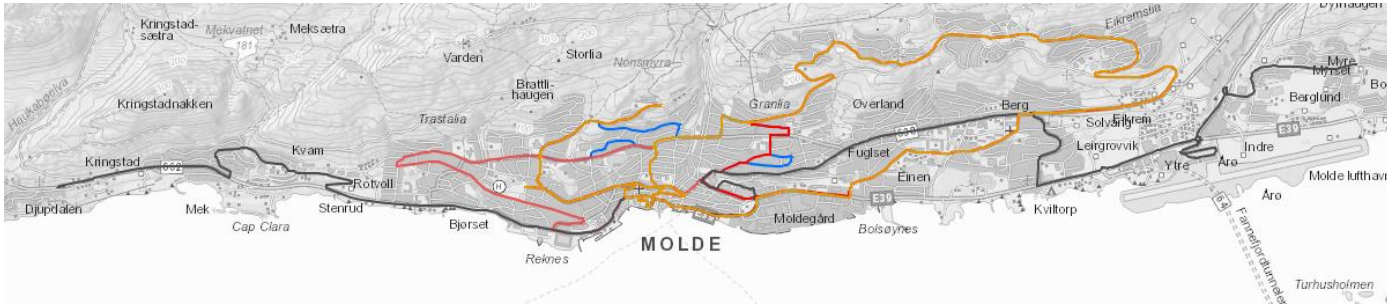 Kringstad-
sætra
Mekvatnet
181
Meksætra
Varden
Storlia
Nonsmyra
Eikremslia
Haukabøelva
Kringstadnakken
Brattli-
haugen
Trastalia
Granlia
Øverland
Berg
Solvang
Eikrem
Leirgrovvik
Myre
Myrset
Berglund
Kringstad
662
Kvam
Røtvoll
Fuglset
Einen
Ytre
Årø
Indre
E39
Årø
Molde lufthavn
Djupdalen
Mek
Cap Clara
Stenrud
Bjørset
Reknes
H
MOLDE
Moldegård
E39
Bolsøynes
Kviltorp
64
Fannefjordtunnelen
Turhusholmen